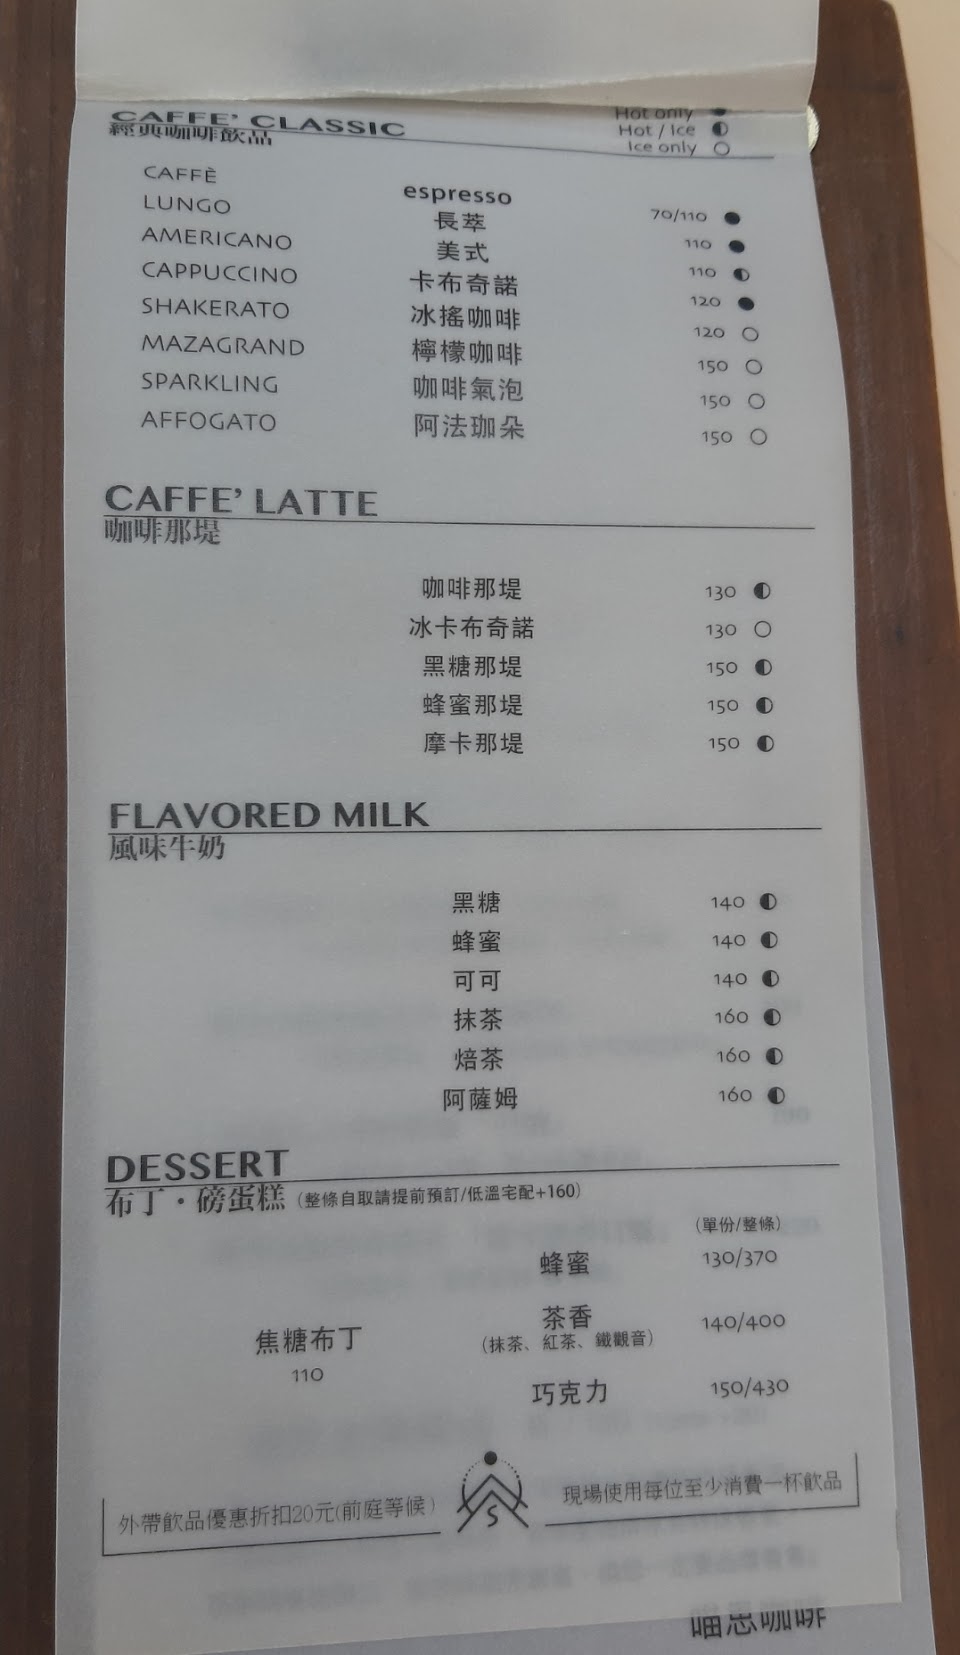 CAFFE' CLASSIC
經典咖啡飲品
Hot only ●
Hot / Ice ◐
Ice only ○
CAFFÈ espresso 70/110 ●
LUNGO 長萃 110 ●
AMERICANO 美式 110 ◐
CAPPUCCINO 卡布奇諾 120 ●
SHAKERATO 冰搖咖啡 120 ○
MAZAGRAND 檸檬咖啡 150 ○
SPARKLING 咖啡氣泡 150 ○
AFFOGATO 阿法珈朵 150 ○
CAFFE' LATTE
咖啡那堤
咖啡那堤 130 ◐
冰卡布奇諾 130 ○
黑糖那堤 150 ◐
蜂蜜那堤 150 ◐
摩卡那堤 150 ◐
FLAVORED MILK
風味牛奶
黑糖 140 ◐
蜂蜜 140 ◐
可可 140 ◐
抹茶 160 ◐
焙茶 160 ◐
阿薩姆 160 ◐
DESSERT
布丁・磅蛋糕 (整條自取請提前預訂/低溫宅配+160)
(單份/整條)
蜂蜜 130/370
茶香 140/400
(抹茶、紅茶、鐵觀音)
焦糖布丁
110
巧克力 150/430
外帶飲品優惠折扣20元(前庭等候)
S
現場使用每位至少消費一杯飲品
喵思咖啡